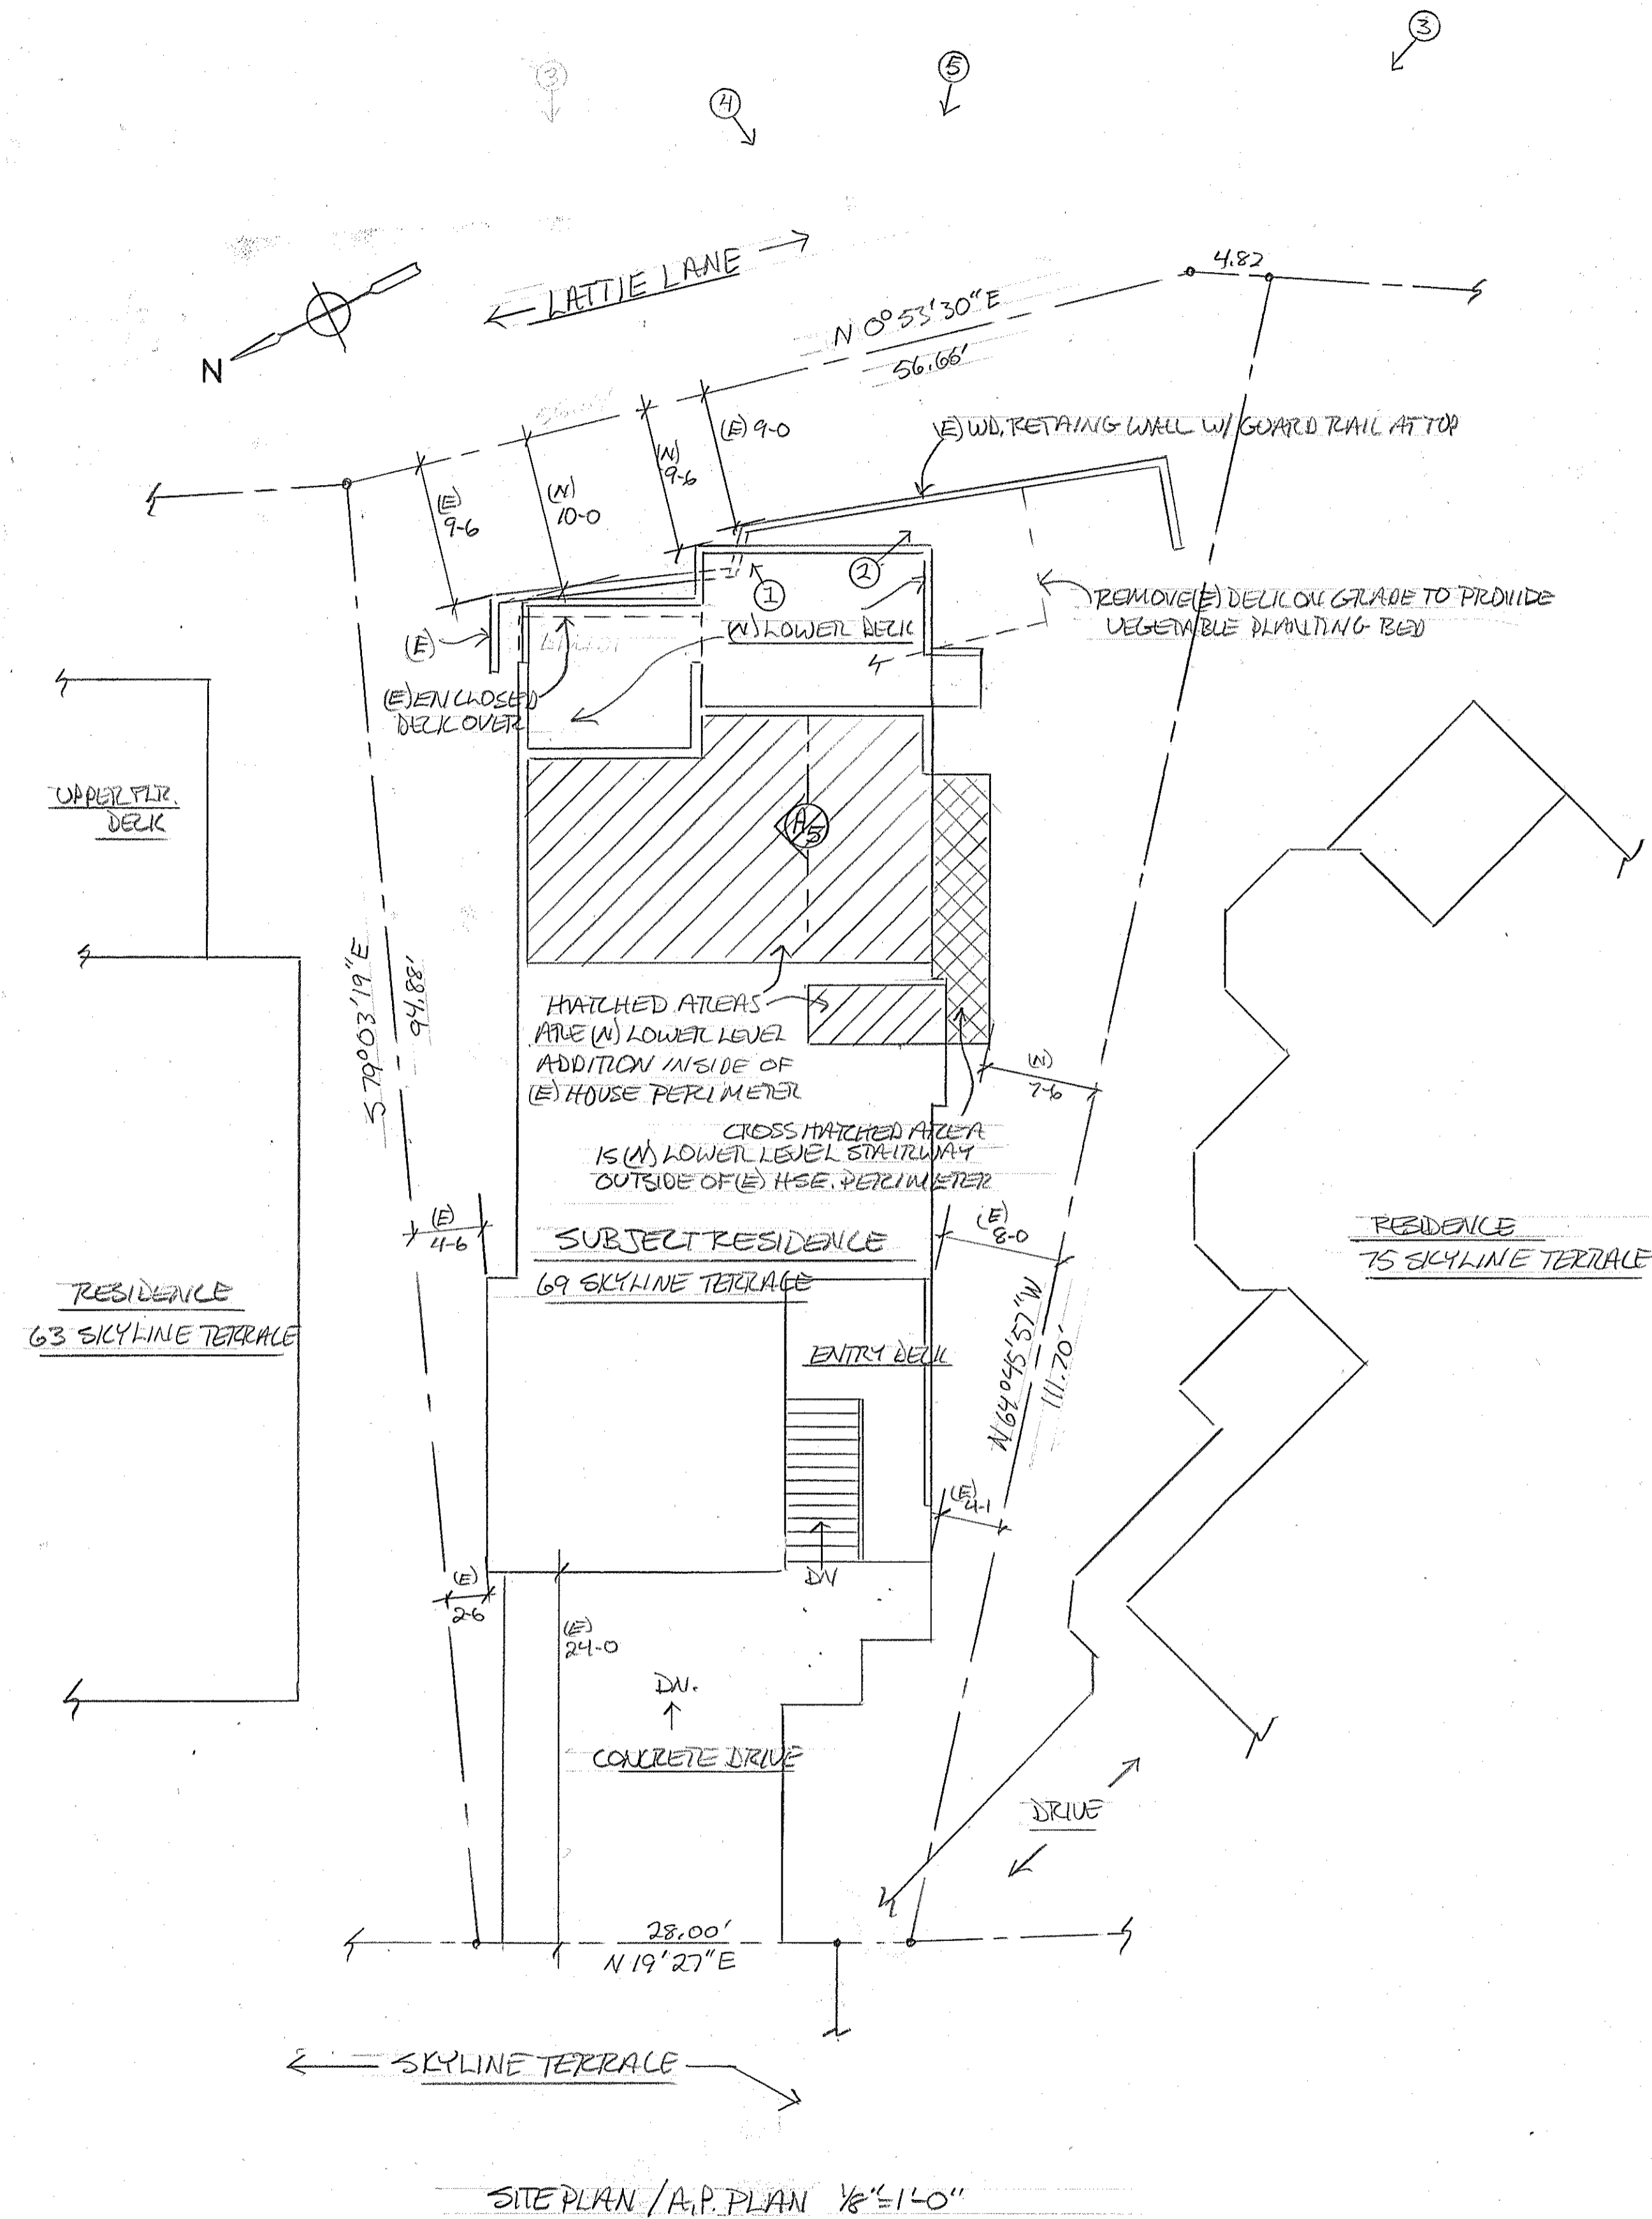 3
5
3
4
4.82
← LATTIE LANE →
N 0°53'30"E
56.66'
N
(E) 9-0
(E) WD. RETAING WALL W/ GUARD RAIL AT TOP
(N)
9-6
(E)
9-6
(N)
10-0
2
1
REMOVE (E) DECK ON GRADE TO PROVIDE
VEGETABLE PLANTING BED
(N) LOWER DECK
(E)
(E) ENCLOSED
DECK OVER
UPPER FLR.
DECK
A/5
S 79°03'19"E
94.88'
HATCHED AREAS
ARE (N) LOWER LEVEL
ADDITION INSIDE OF
(E) HOUSE PERIMETER
(N)
7-6
CROSS HATCHED AREA
IS (N) LOWER LEVEL STAIRWAY
OUTSIDE OF (E) HSE. PERIMETER
(E)
4-6
(E)
8-0
SUBJECT RESIDENCE
69 SKYLINE TERRACE
RESIDENCE
75 SKYLINE TERRACE
RESIDENCE
63 SKYLINE TERRACE
ENTRY DECK
N 64°45'57"W
111.70'
(E)
4-1
DN
(E)
2-6
(E)
24-0
DN.
CONCRETE DRIVE
DRIVE
28.00'
N 19'27"E
← SKYLINE TERRACE →
SITE PLAN / A.P. PLAN 1/8"=1'-0"